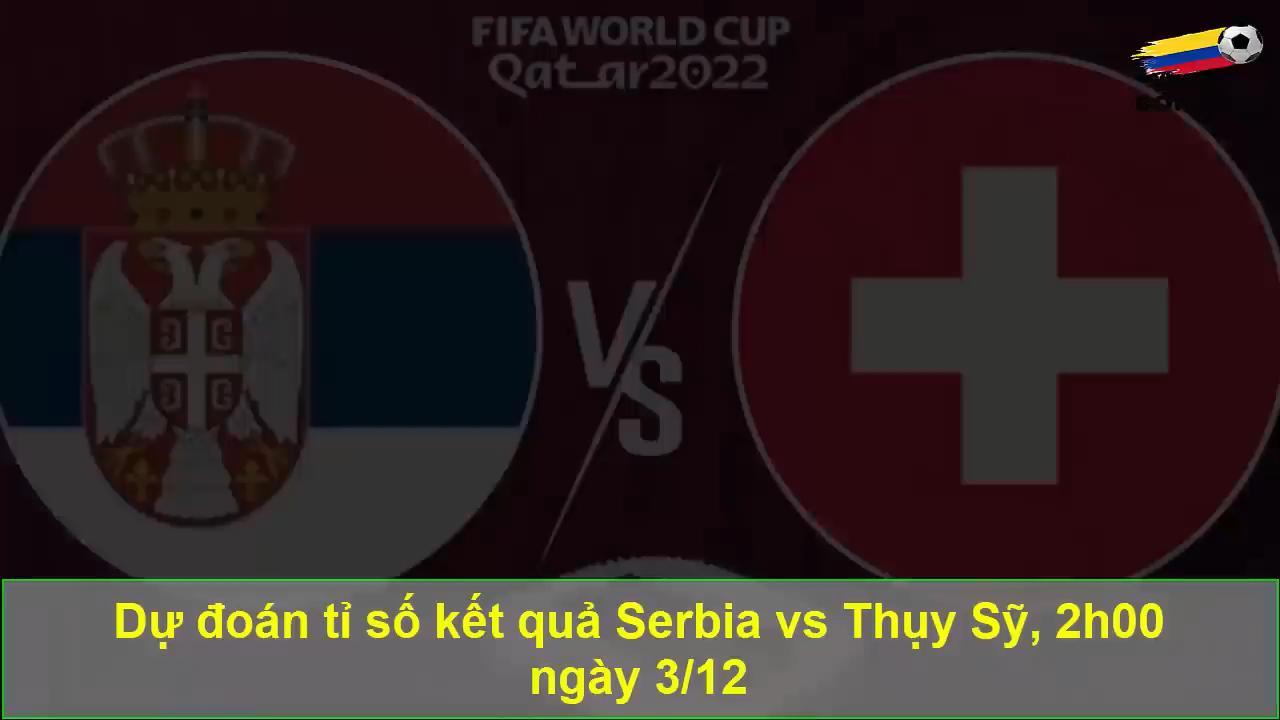 FIFA WORLD CUP
Qatar2022
VS
Dự đoán tỉ số kết quả Serbia vs Thụy Sỹ, 2h00
ngày 3/12